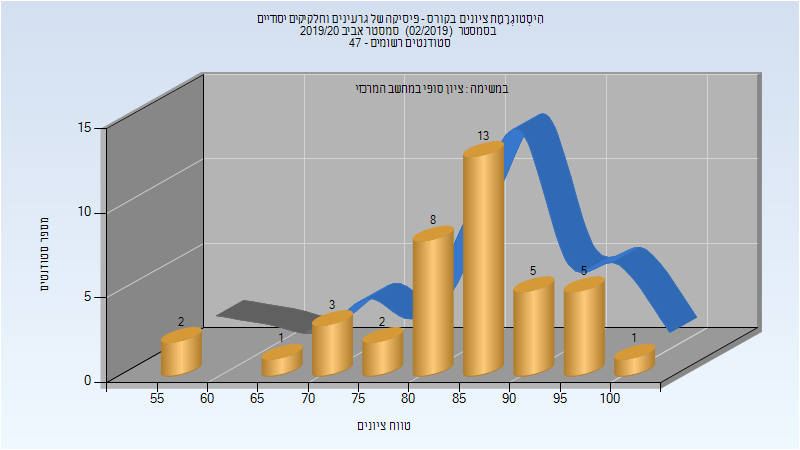 היסטוגרמת ציונים בקורס - פיסיקה של גרעינים וחלקיקים יסודיים
בסמסטר (02/2019) סמסטר אביב 2019/20
סטודנטים רשומים - 47
במשימה : ציון סופי במחשב המרכזי
מספר סטודנטים
15
10
5
0
2
1
3
2
8
13
5
5
1
55 60 65 70 75 80 85 90 95 100
טווח ציונים